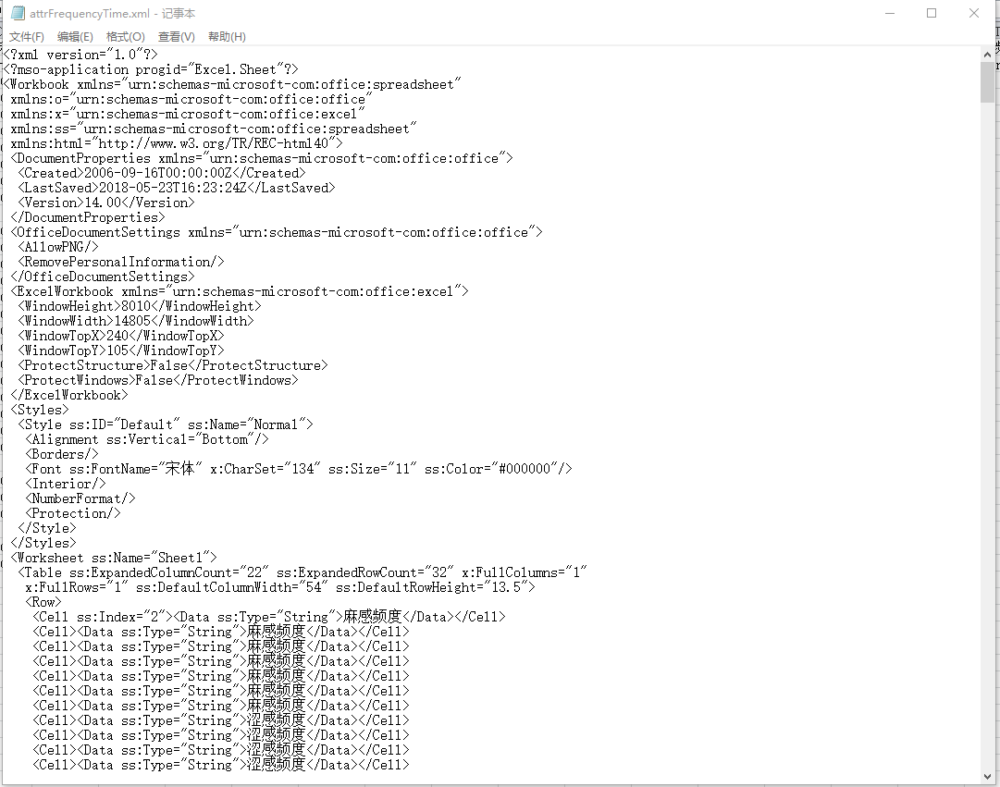 attrFrequencyTime.xml - 记事本
文件(F) 编辑(E) 格式(O) 查看(V) 帮助(H)
<?xml version="1.0"?>
<?mso-application progid="Excel.Sheet"?>
<Workbook xmlns="urn:schemas-microsoft-com:office:spreadsheet"
 xmlns:o="urn:schemas-microsoft-com:office:office"
 xmlns:x="urn:schemas-microsoft-com:office:excel"
 xmlns:ss="urn:schemas-microsoft-com:office:spreadsheet"
 xmlns:html="http://www.w3.org/TR/REC-html40">
 <DocumentProperties xmlns="urn:schemas-microsoft-com:office:office">
  <Created>2006-09-16T00:00:00Z</Created>
  <LastSaved>2018-05-23T16:23:24Z</LastSaved>
  <Version>14.00</Version>
 </DocumentProperties>
 <OfficeDocumentSettings xmlns="urn:schemas-microsoft-com:office:office">
  <AllowPNG/>
  <RemovePersonalInformation/>
 </OfficeDocumentSettings>
 <ExcelWorkbook xmlns="urn:schemas-microsoft-com:office:excel">
  <WindowHeight>8010</WindowHeight>
  <WindowWidth>14805</WindowWidth>
  <WindowTopX>240</WindowTopX>
  <WindowTopY>105</WindowTopY>
  <ProtectStructure>False</ProtectStructure>
  <ProtectWindows>False</ProtectWindows>
 </ExcelWorkbook>
 <Styles>
  <Style ss:ID="Default" ss:Name="Normal">
   <Alignment ss:Vertical="Bottom"/>
   <Borders/>
   <Font ss:FontName="宋体" x:CharSet="134" ss:Size="11" ss:Color="#000000"/>
   <Interior/>
   <NumberFormat/>
   <Protection/>
  </Style>
 </Styles>
 <Worksheet ss:Name="Sheet1">
  <Table ss:ExpandedColumnCount="22" ss:ExpandedRowCount="32" x:FullColumns="1"
   x:FullRows="1" ss:DefaultColumnWidth="54" ss:DefaultRowHeight="13.5">
   <Row>
    <Cell ss:Index="2"><Data ss:Type="String">麻感频度</Data></Cell>
    <Cell><Data ss:Type="String">麻感频度</Data></Cell>
    <Cell><Data ss:Type="String">麻感频度</Data></Cell>
    <Cell><Data ss:Type="String">麻感频度</Data></Cell>
    <Cell><Data ss:Type="String">麻感频度</Data></Cell>
    <Cell><Data ss:Type="String">麻感频度</Data></Cell>
    <Cell><Data ss:Type="String">麻感频度</Data></Cell>
    <Cell><Data ss:Type="String">涩感频度</Data></Cell>
    <Cell><Data ss:Type="String">涩感频度</Data></Cell>
    <Cell><Data ss:Type="String">涩感频度</Data></Cell>
    <Cell><Data ss:Type="String">涩感频度</Data></Cell>